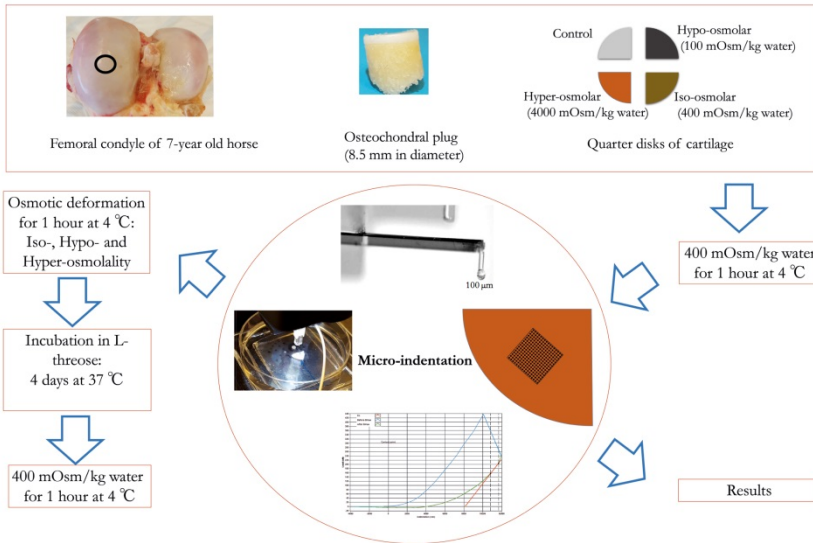 Control
Hypo-osmolar
(100 mOsm/kg water)
Hyper-osmolar
(4000 mOsm/kg water)
Iso-osmolar
(400 mOsm/kg water)
Femoral condyle of 7-year old horse
Osteochondral plug
(8.5 mm in diameter)
Quarter disks of cartilage
Osmotic deformation
for 1 hour at 4 ℃:
Iso-, Hypo- and
Hyper-osmolality
400 mOsm/kg water
for 1 hour at 4 ℃
100 µm
Incubation in L-
threose:
4 days at 37 ℃
Micro-indentation
400 mOsm/kg water
for 1 hour at 4 ℃
Results